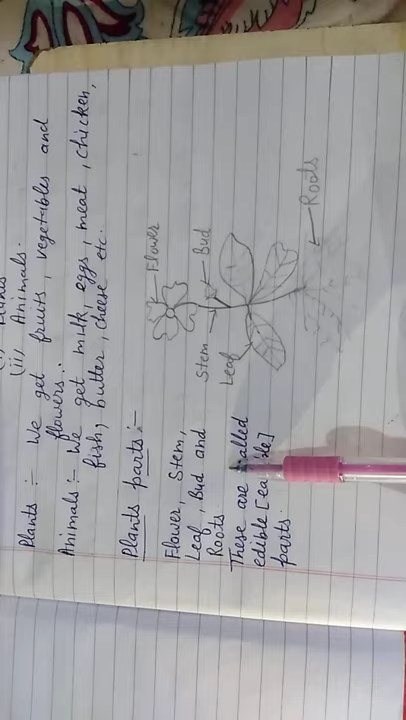 (ii) Animals.
Plants :- We get fruits, vegetables and
flowers..
Animals :- We get milk, eggs, meat, chicken,
fish, butter, cheese etc.
Plants parts :-
Flower, Stem,
Leaf, Bud and
Roots
These are called
edible
parts.
Flower
Bud
Stem
Leaf
Roots